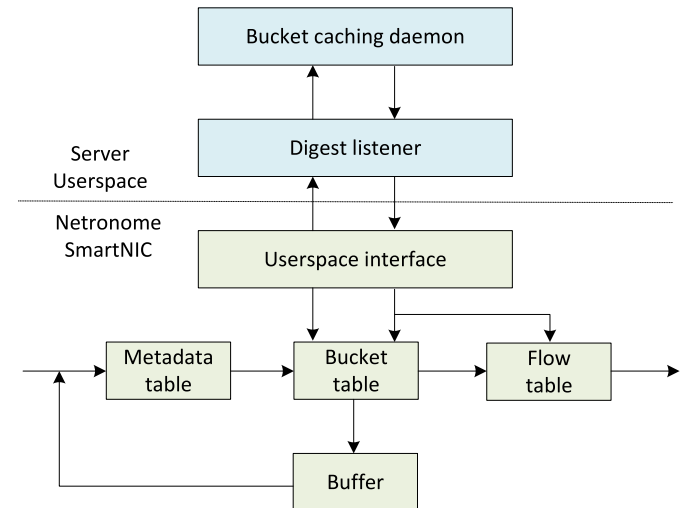 Bucket caching daemon
Digest listener
Server
Userspace
Netronome
SmartNIC
Userspace interface
Metadata
table
Bucket
table
Flow
table
Buffer